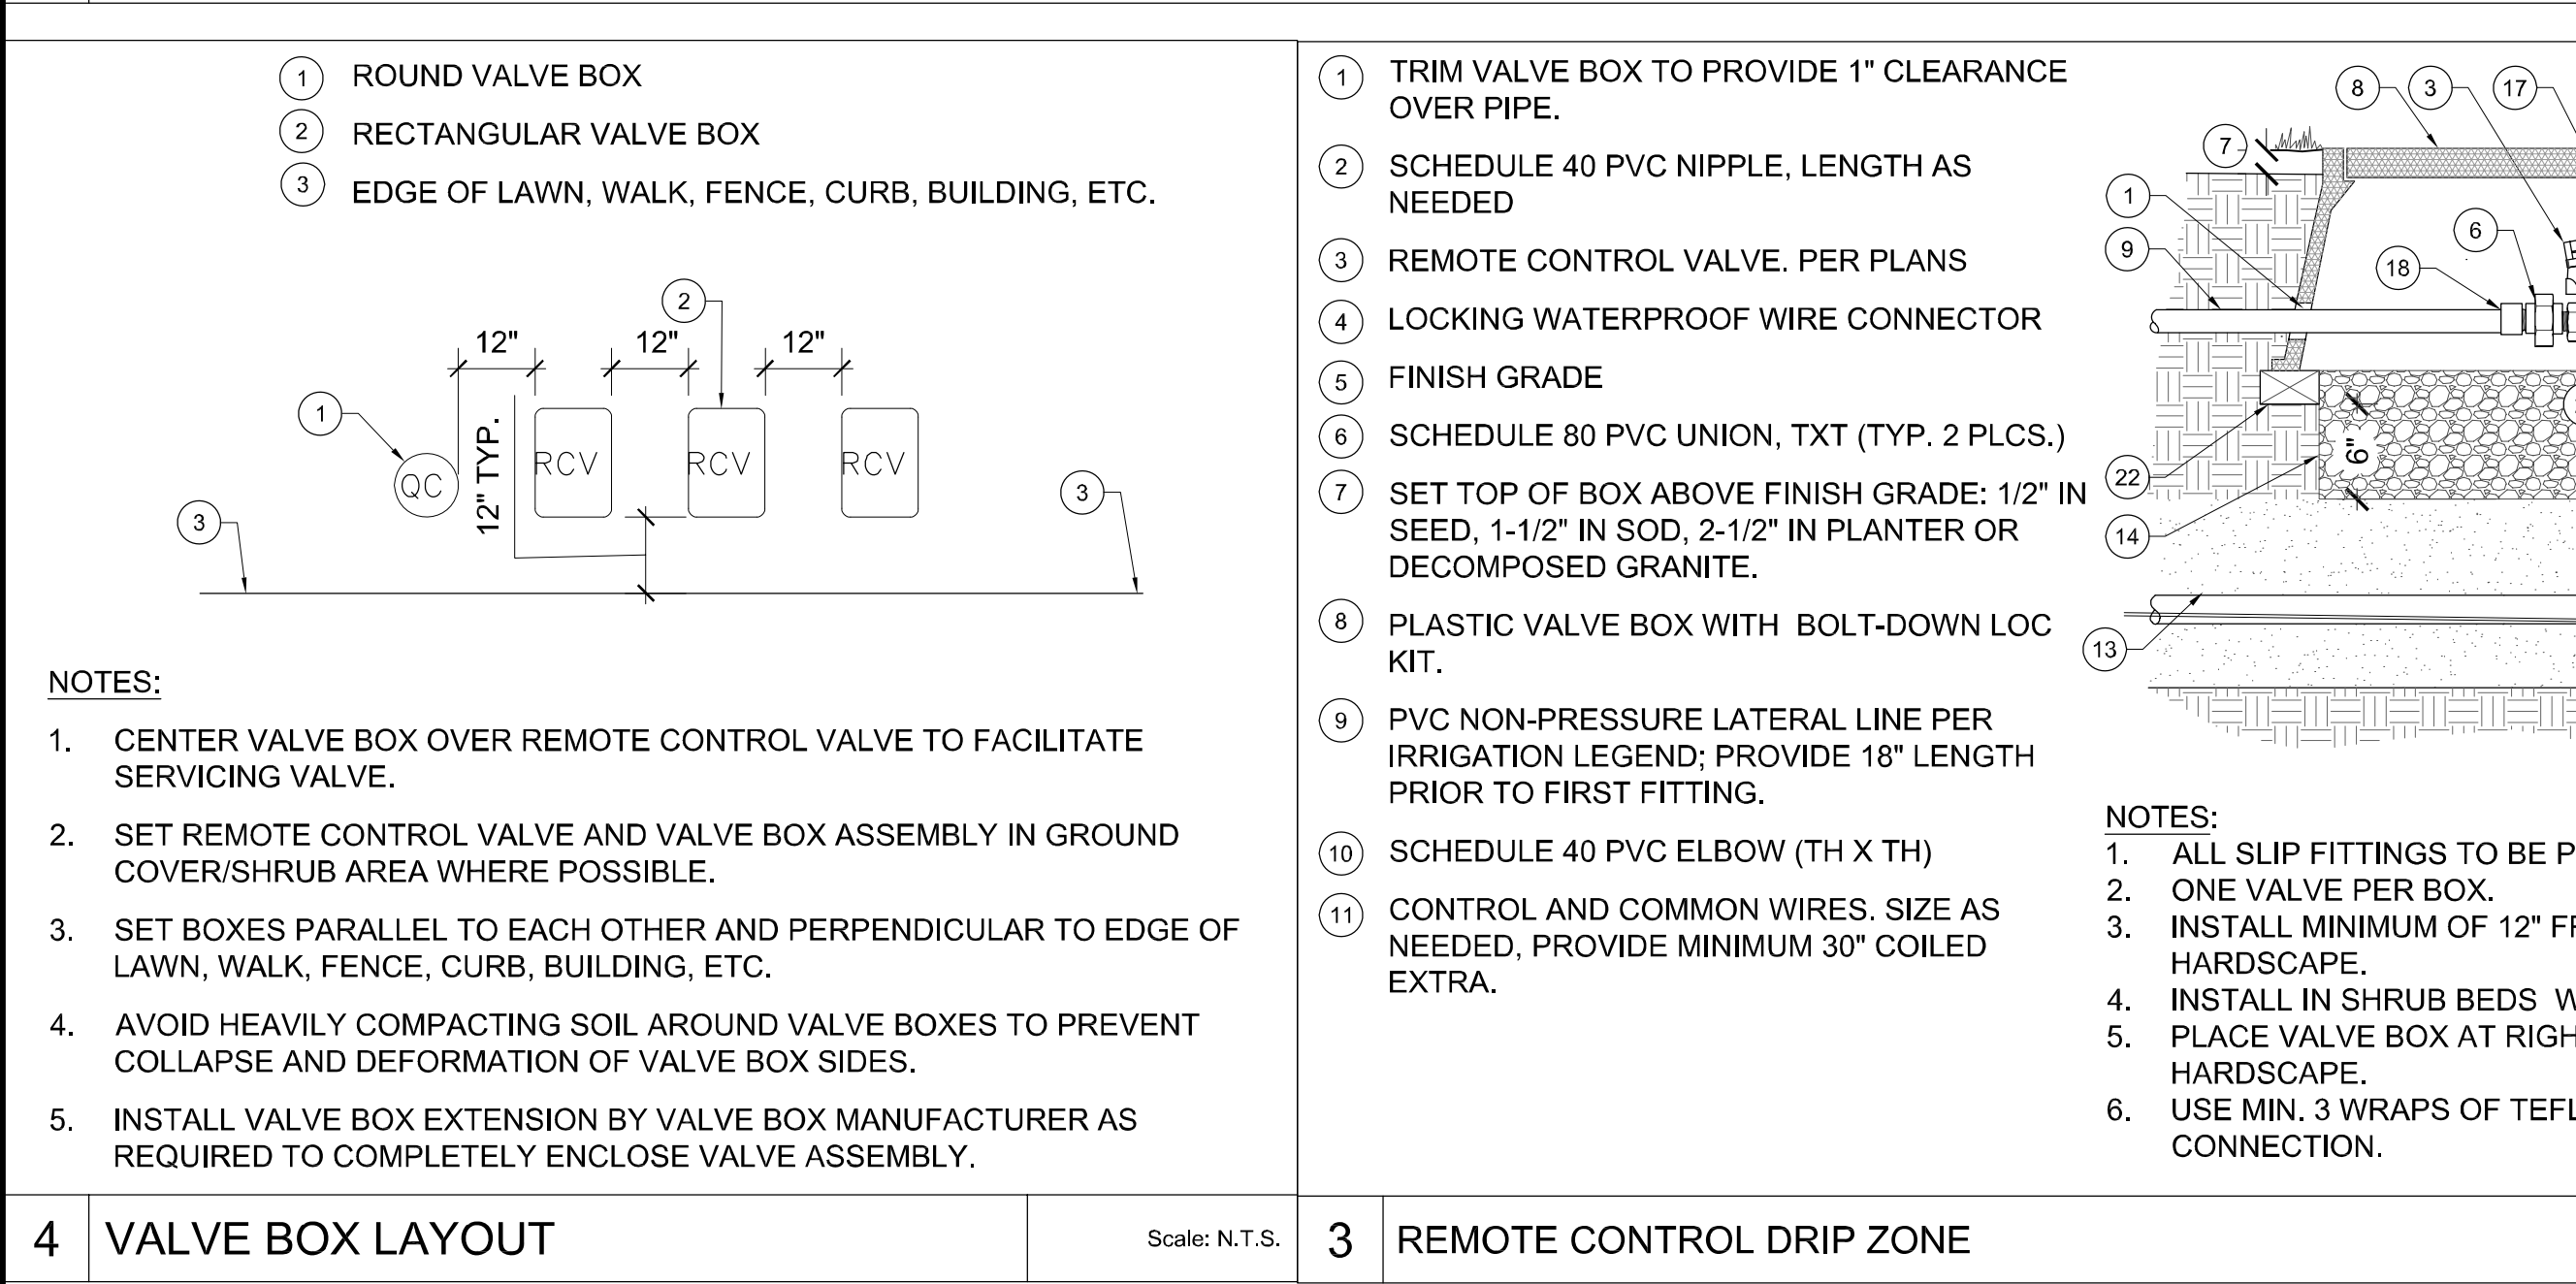 1 ROUND VALVE BOX
2 RECTANGULAR VALVE BOX
3 EDGE OF LAWN, WALK, FENCE, CURB, BUILDING, ETC.
2
12" 12" 12"
1
12" TYP.
QC RCV RCV RCV
3 3
NOTES:
1. CENTER VALVE BOX OVER REMOTE CONTROL VALVE TO FACILITATE
SERVICING VALVE.
2. SET REMOTE CONTROL VALVE AND VALVE BOX ASSEMBLY IN GROUND
COVER/SHRUB AREA WHERE POSSIBLE.
3. SET BOXES PARALLEL TO EACH OTHER AND PERPENDICULAR TO EDGE OF
LAWN, WALK, FENCE, CURB, BUILDING, ETC.
4. AVOID HEAVILY COMPACTING SOIL AROUND VALVE BOXES TO PREVENT
COLLAPSE AND DEFORMATION OF VALVE BOX SIDES.
5. INSTALL VALVE BOX EXTENSION BY VALVE BOX MANUFACTURER AS
REQUIRED TO COMPLETELY ENCLOSE VALVE ASSEMBLY.
4 VALVE BOX LAYOUT Scale: N.T.S.
1 TRIM VALVE BOX TO PROVIDE 1" CLEARANCE
OVER PIPE.
2 SCHEDULE 40 PVC NIPPLE, LENGTH AS
NEEDED
3 REMOTE CONTROL VALVE. PER PLANS
4 LOCKING WATERPROOF WIRE CONNECTOR
5 FINISH GRADE
6 SCHEDULE 80 PVC UNION, TXT (TYP. 2 PLCS.)
7 SET TOP OF BOX ABOVE FINISH GRADE: 1/2" IN
SEED, 1-1/2" IN SOD, 2-1/2" IN PLANTER OR
DECOMPOSED GRANITE.
8 PLASTIC VALVE BOX WITH BOLT-DOWN LOC
KIT.
9 PVC NON-PRESSURE LATERAL LINE PER
IRRIGATION LEGEND; PROVIDE 18" LENGTH
PRIOR TO FIRST FITTING.
10 SCHEDULE 40 PVC ELBOW (TH X TH)
11 CONTROL AND COMMON WIRES. SIZE AS
NEEDED, PROVIDE MINIMUM 30" COILED
EXTRA.
8 3 17
7
1
6
9
18
6"
22
14
13
NOTES:
1. ALL SLIP FITTINGS TO BE
2. ONE VALVE PER BOX.
3. INSTALL MINIMUM OF 12"
HARDSCAPE.
4. INSTALL IN SHRUB BEDS
5. PLACE VALVE BOX AT
HARDSCAPE.
6. USE MIN. 3 WRAPS OF
CONNECTION.
3 REMOTE CONTROL DRIP ZONE